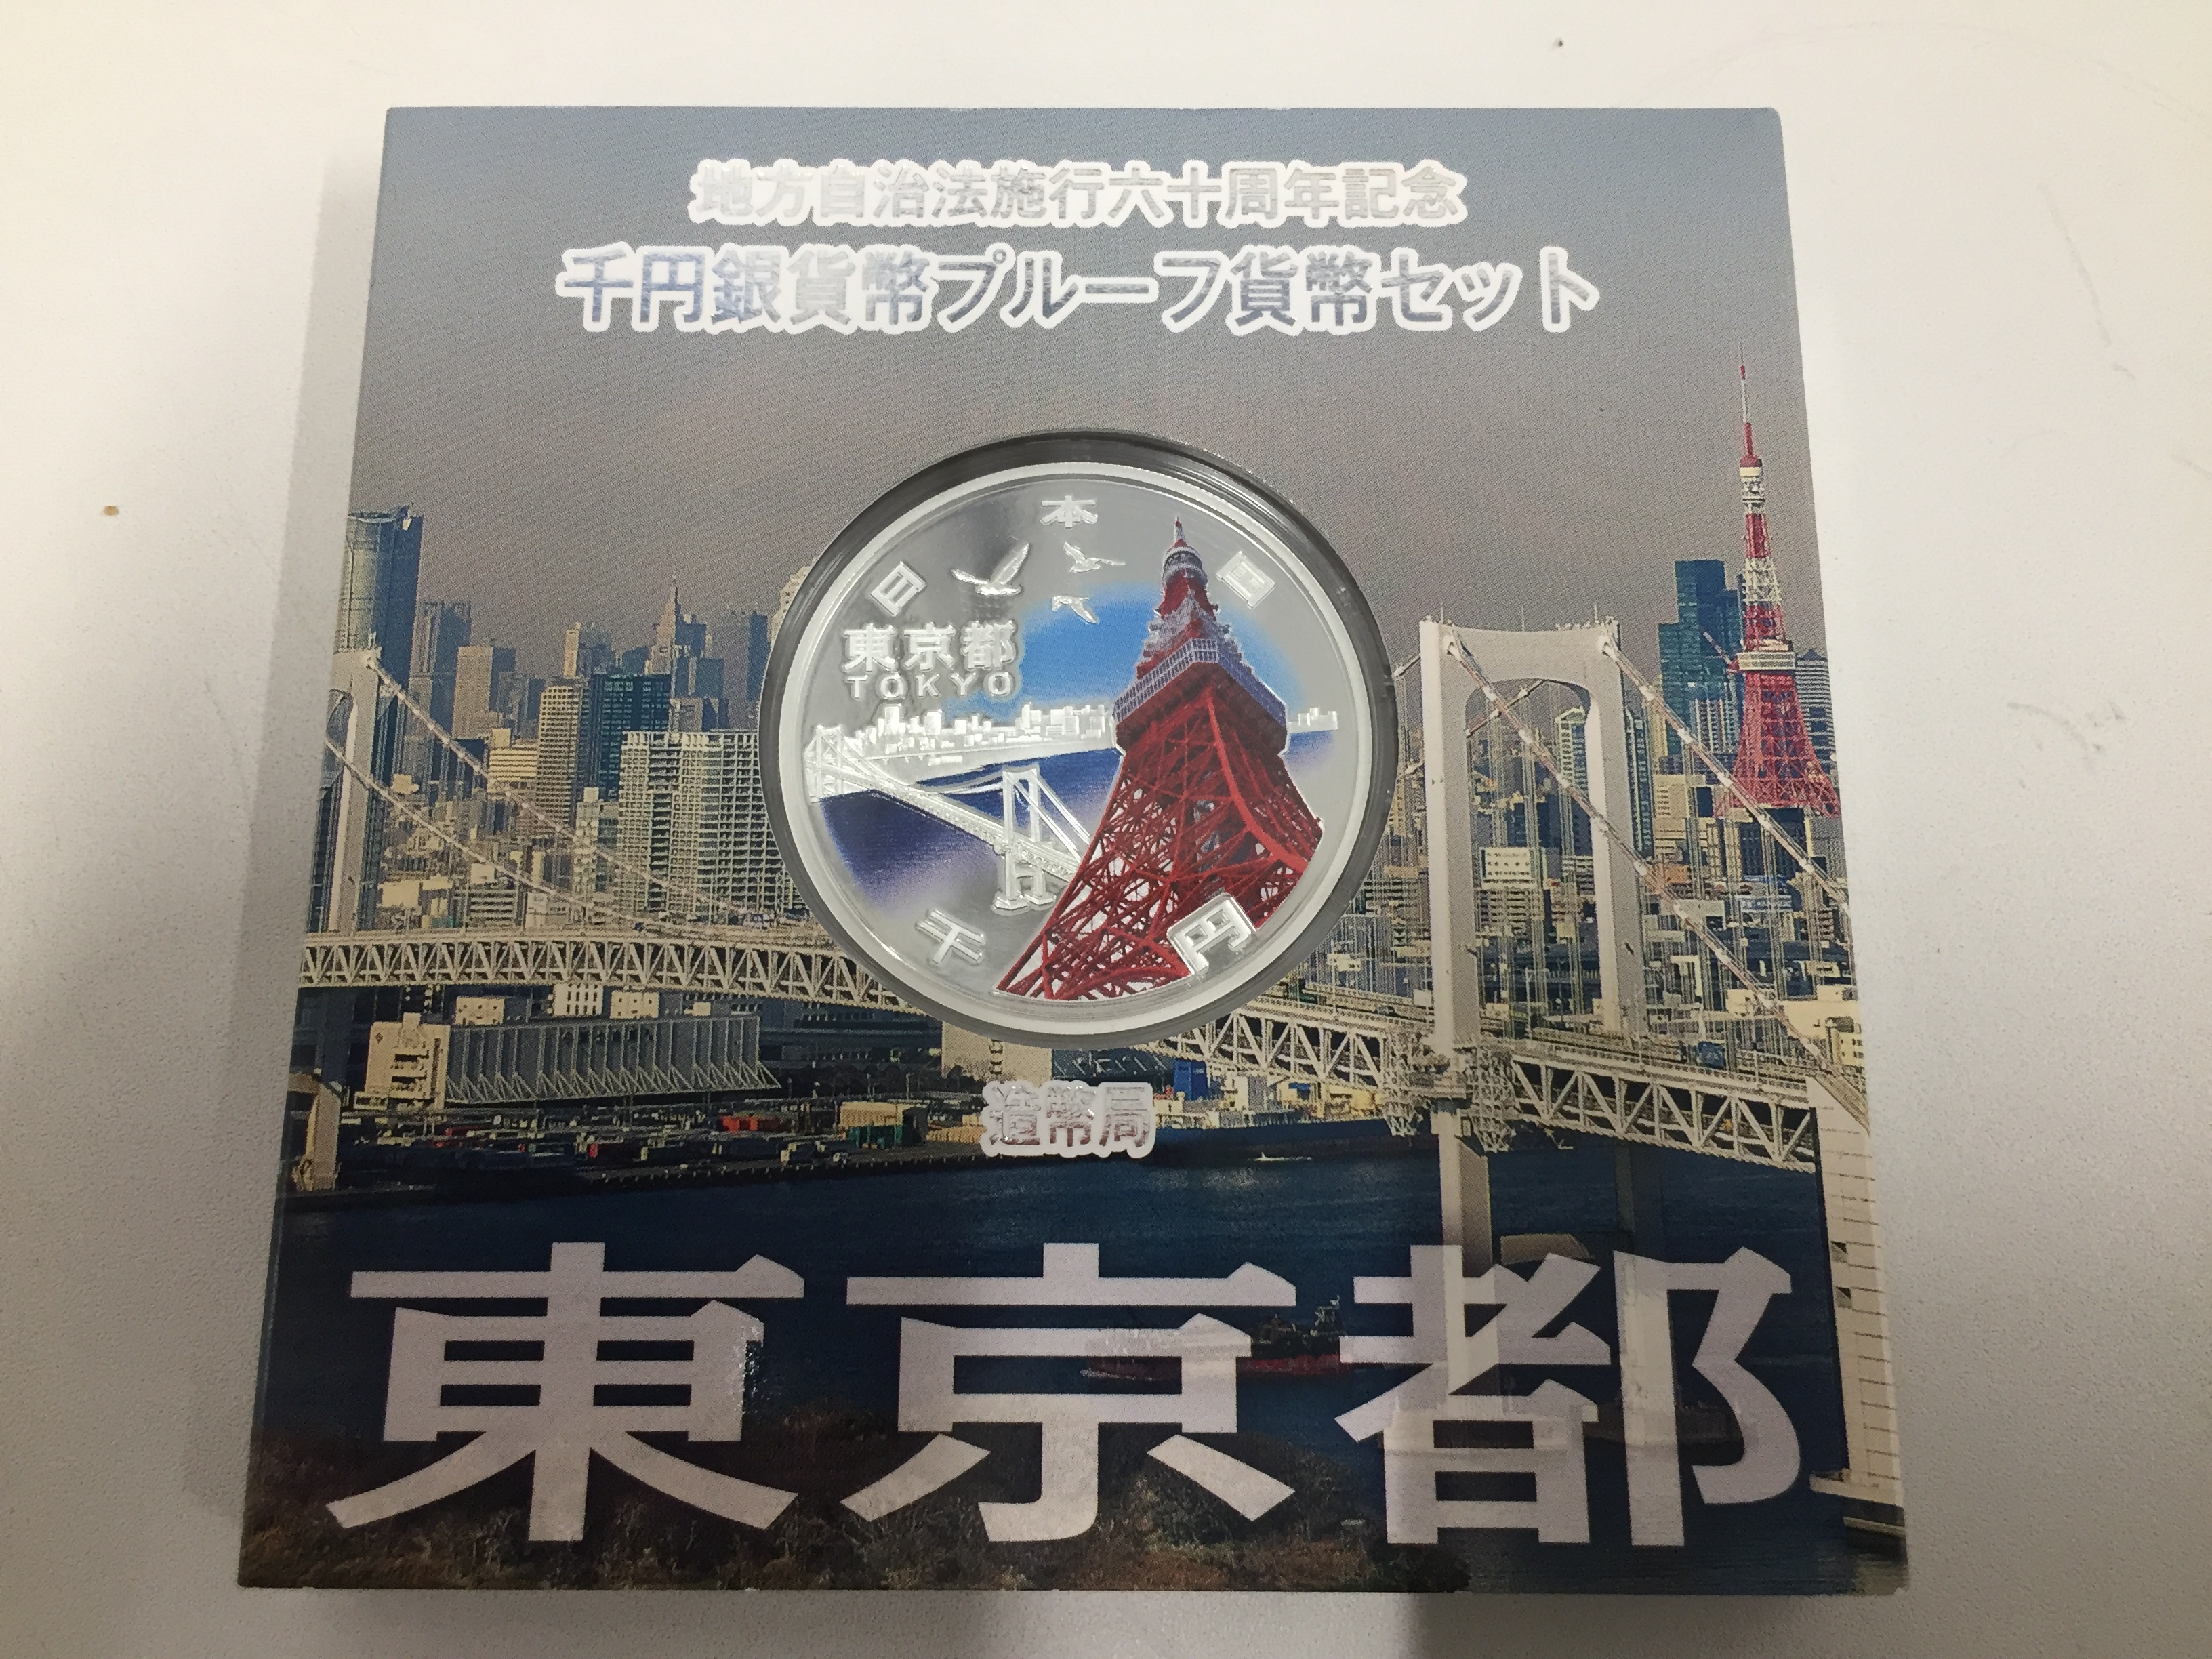 地方自治法施行六十周年記念
千円銀貨幣プルーフ貨幣セット
日本国
東京都
TOKYO
千円
造幣局
東京都